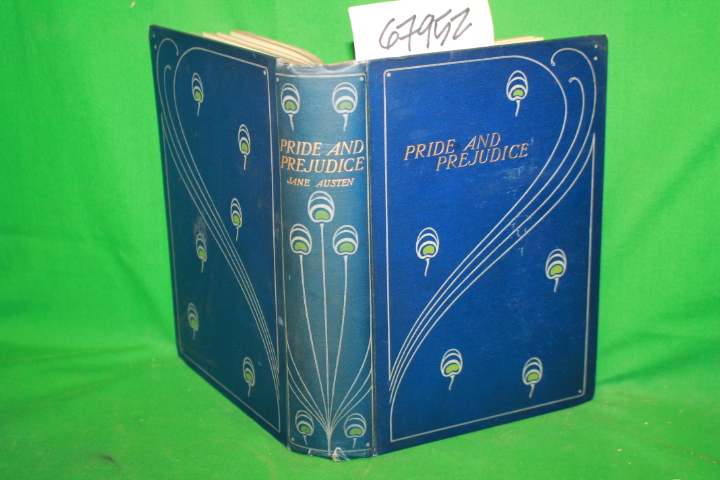 67952
PRIDE AND
PREJUDICE
JANE AUSTEN
PRIDE AND
PREJUDICE